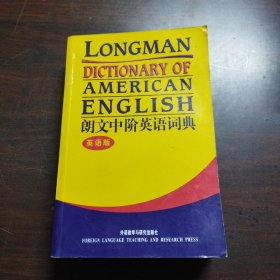 LONGMAN
DICTIONARY OF
AMERICAN
ENGLISH
朗文中阶英语词典
英语版
外语教学与研究出版社
FOREIGN LANGUAGE TEACHING AND RESEARCH PRESS